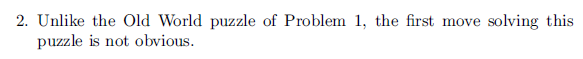 2. Unlike the Old World puzzle of Problem 1, the first move solving this
puzzle is not obvious.